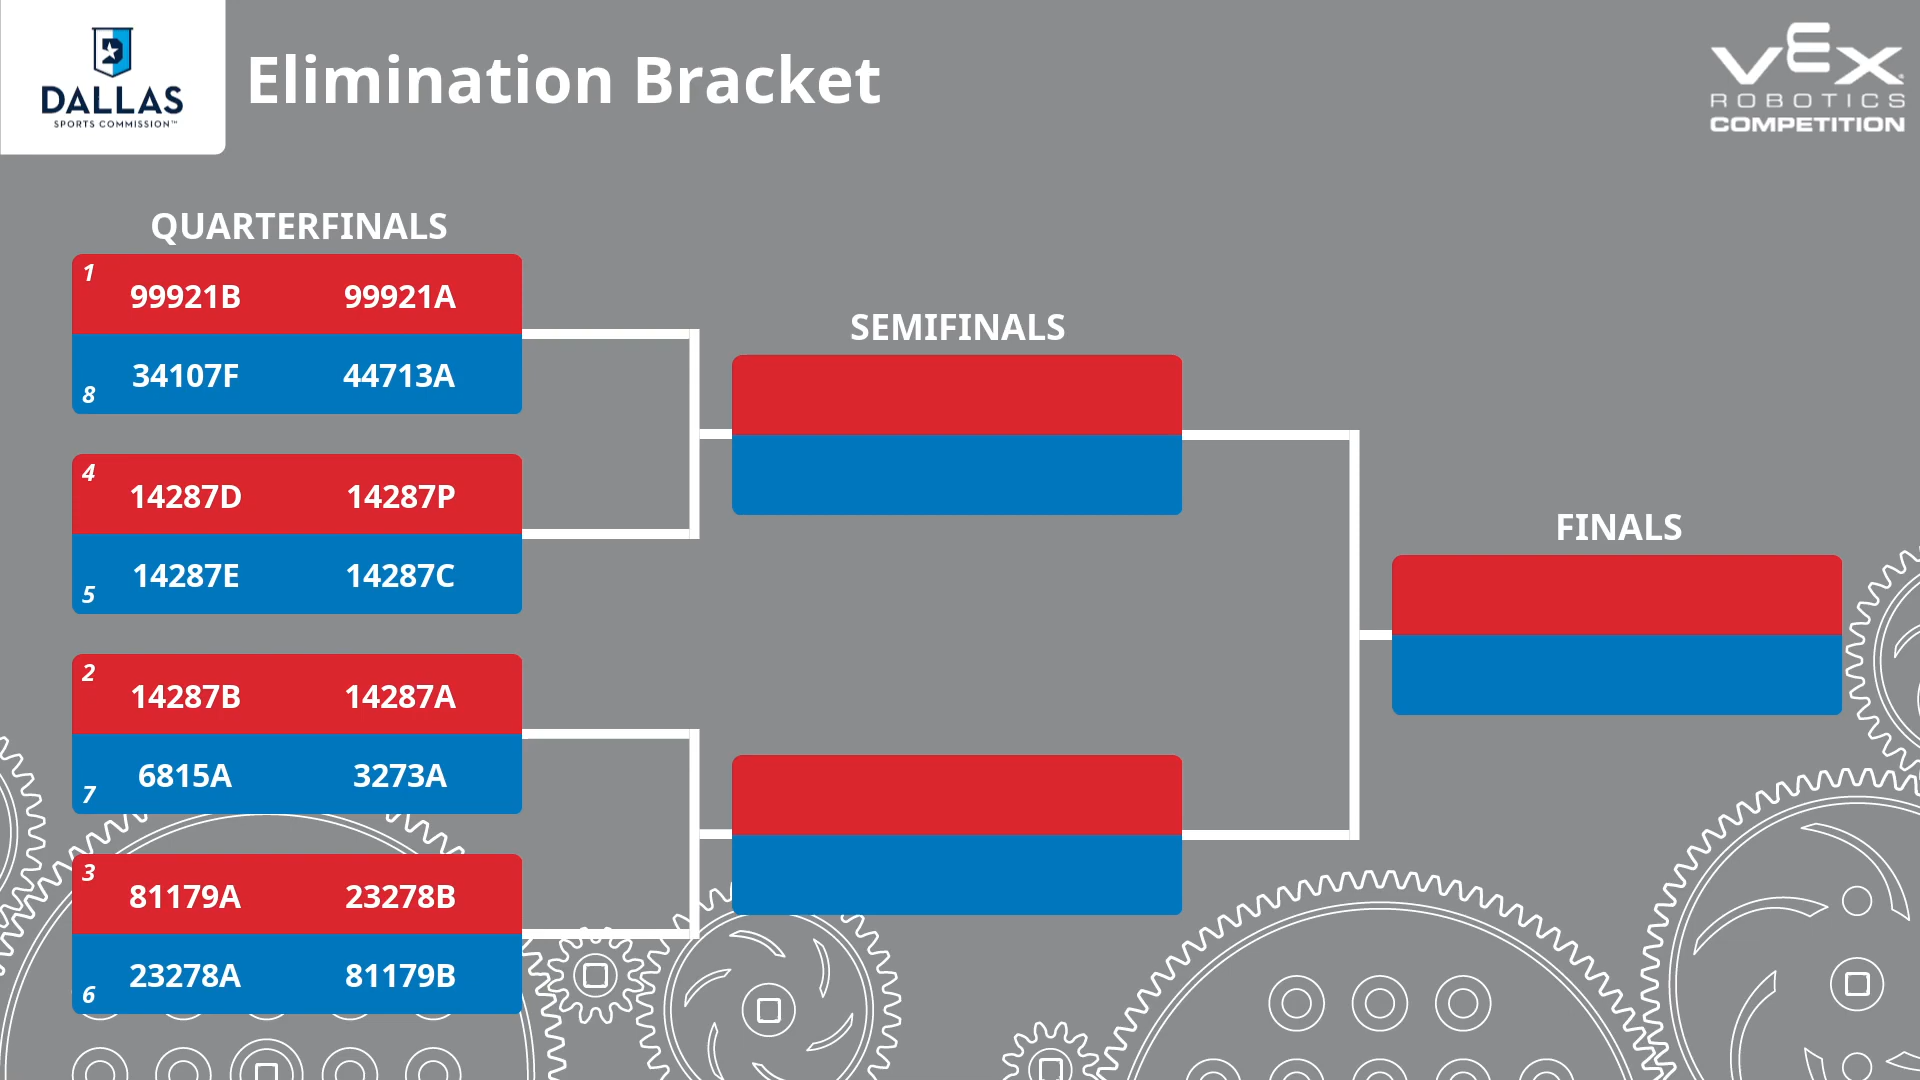 DALLAS
SPORTS COMMISSION™
Elimination Bracket
VEX
ROBOTICS
COMPETITION
QUARTERFINALS
1 99921B 99921A
8 34107F 44713A
4 14287D 14287P
5 14287E 14287C
2 14287B 14287A
7 6815A 3273A
3 81179A 23278B
6 23278A 81179B
SEMIFINALS
FINALS